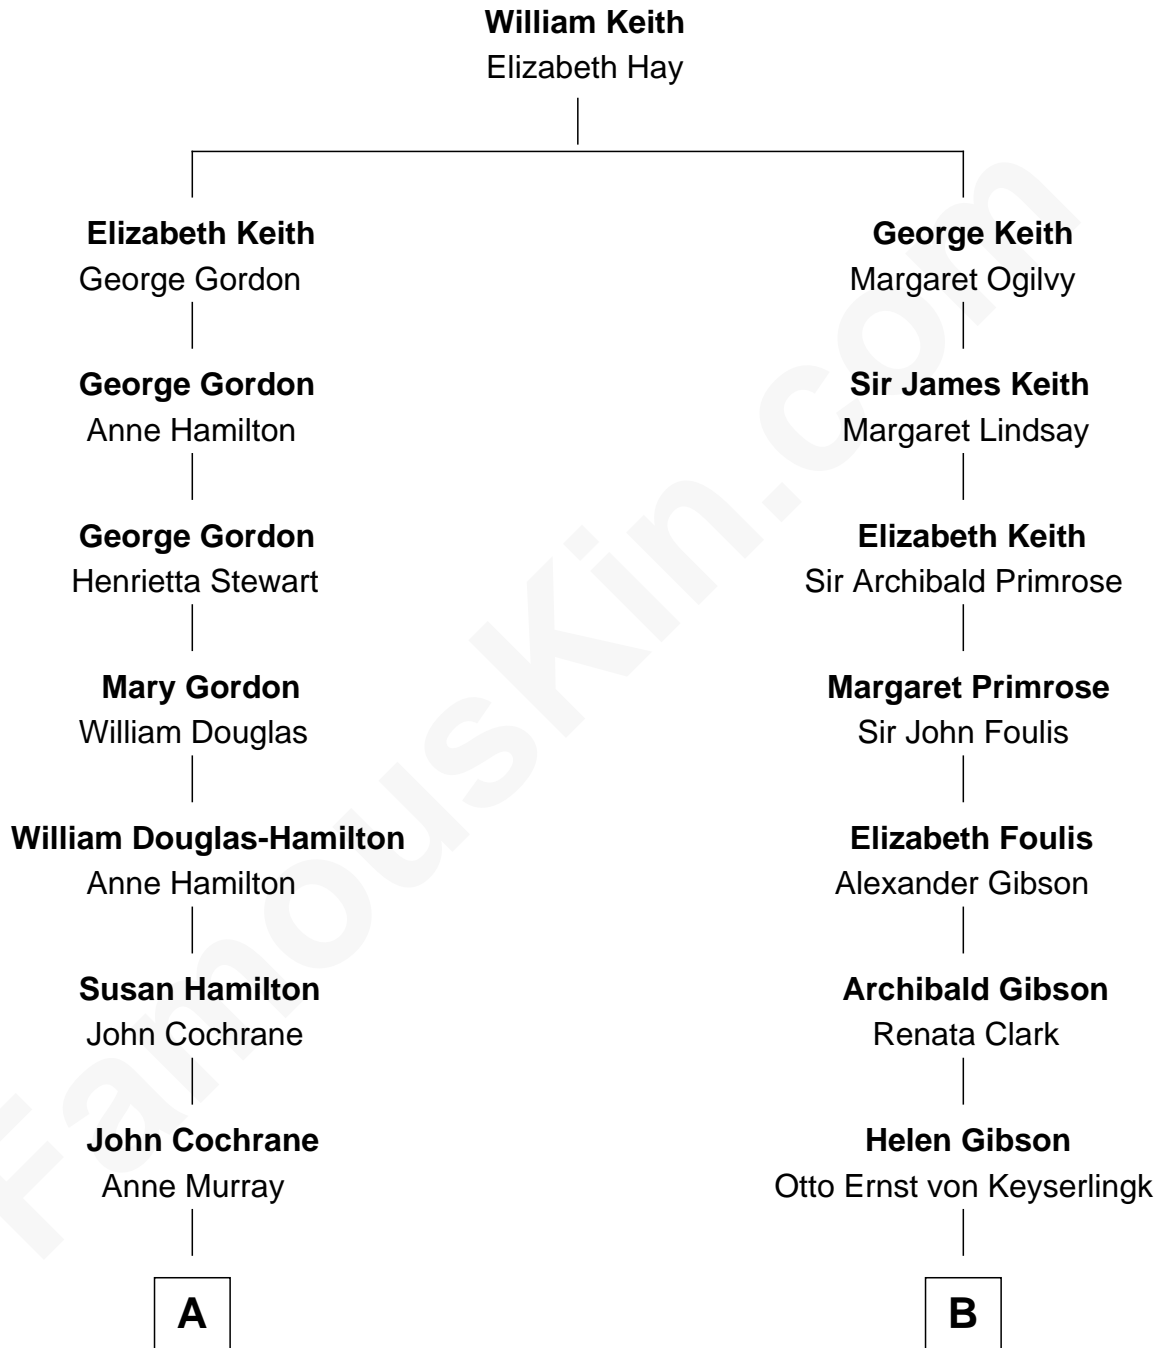 William Keith
Elizabeth Hay
Elizabeth Keith
George Gordon
George Gordon
Anne Hamilton
George Gordon
Henrietta Stewart
Mary Gordon
William Douglas
William Douglas-Hamilton
Anne Hamilton
Susan Hamilton
John Cochrane
John Cochrane
Anne Murray
A
George Keith
Margaret Ogilvy
Sir James Keith
Margaret Lindsay
Elizabeth Keith
Sir Archibald Primrose
Margaret Primrose
Sir John Foulis
Elizabeth Foulis
Alexander Gibson
Archibald Gibson
Renata Clark
Helen Gibson
Otto Ernst von Keyserlingk
B
FamousKin.com